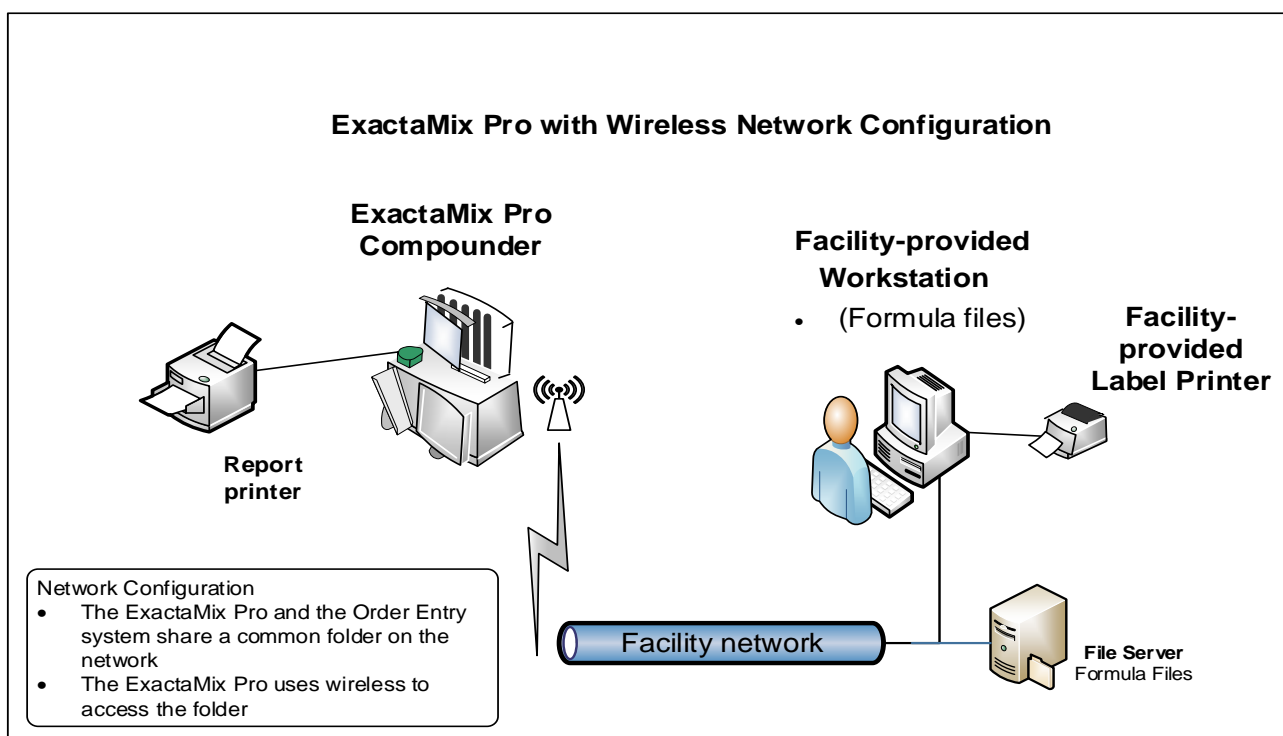 ExactaMix Pro with Wireless Network Configuration
ExactaMix Pro
Compounder
Facility-provided
Workstation
• (Formula files)
Facility-
provided
Label Printer
Report
printer
Network Configuration
• The ExactaMix Pro and the Order Entry
system share a common folder on the
network
• The ExactaMix Pro uses wireless to
access the folder
Facility network
File Server
Formula Files